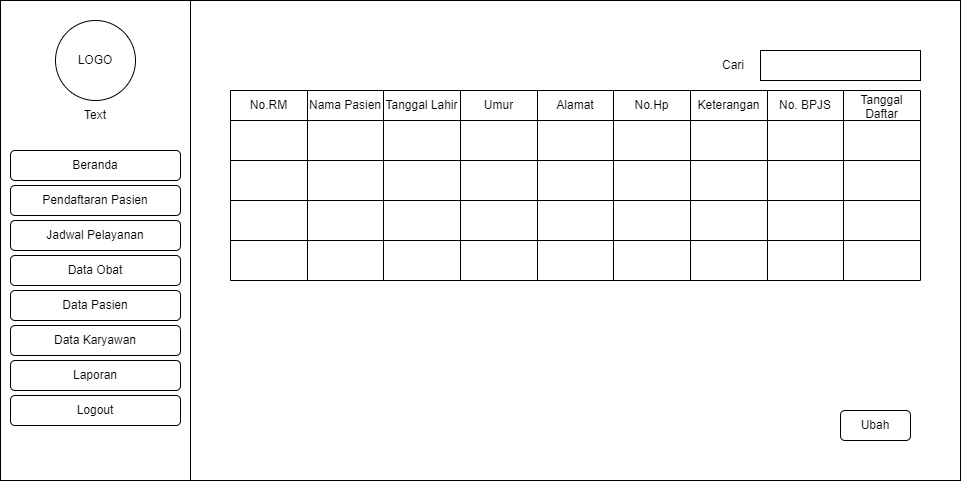 LOGO
Text
Beranda
Pendaftaran Pasien
Jadwal Pelayanan
Data Obat
Data Pasien
Data Karyawan
Laporan
Logout
Cari
No.RM Nama Pasien Tanggal Lahir Umur Alamat No.Hp Keterangan No. BPJS Tanggal Daftar
Ubah